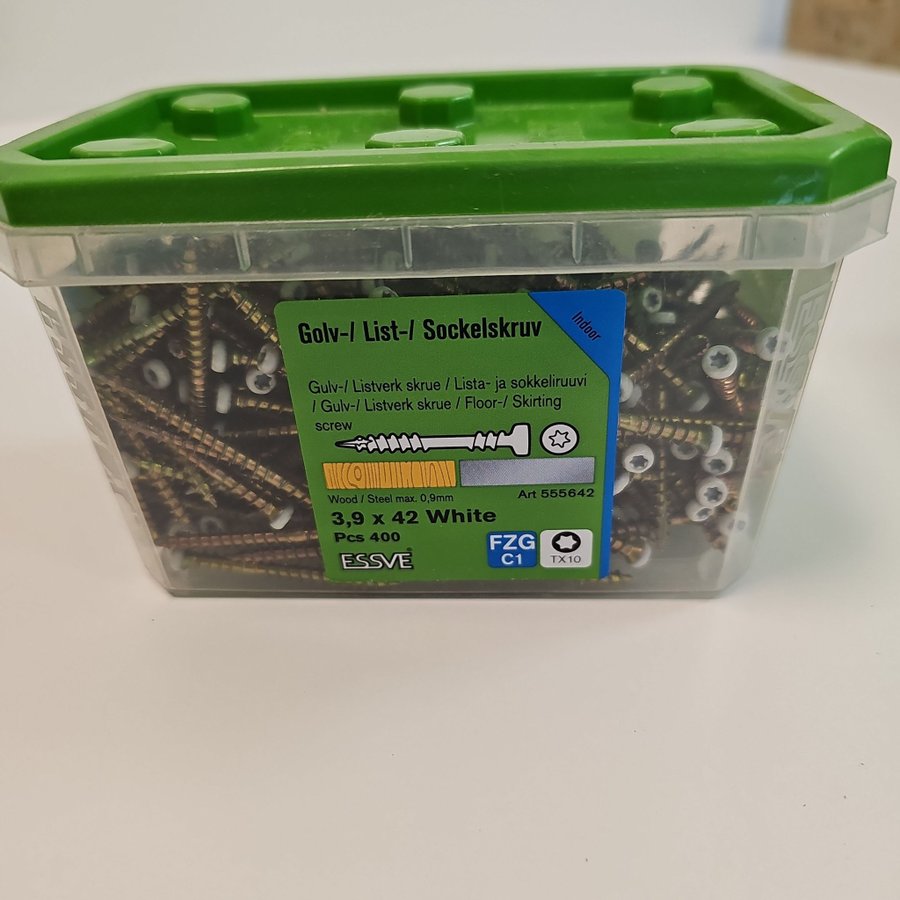 Golv-/ List-/ Sockelskruv
Indoor
Gulv-/ Listverk skrue / Lista- ja sokkeliruuvi
/ Gulv-/ Listverk skrue / Floor-/ Skirting
screw
Wood / Steel max. 0,9mm
Art 555642
3,9 x 42 White
Pcs 400
ESSVE
FZG
C1
TX10